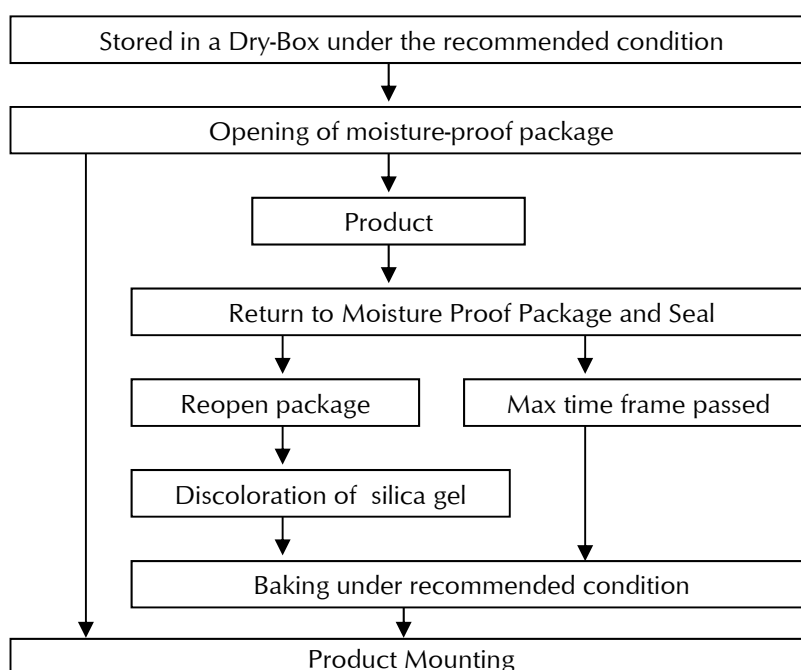 Stored in a Dry-Box under the recommended condition
Opening of moisture-proof package
Product
Return to Moisture Proof Package and Seal
Reopen package
Max time frame passed
Discoloration of silica gel
Baking under recommended condition
Product Mounting